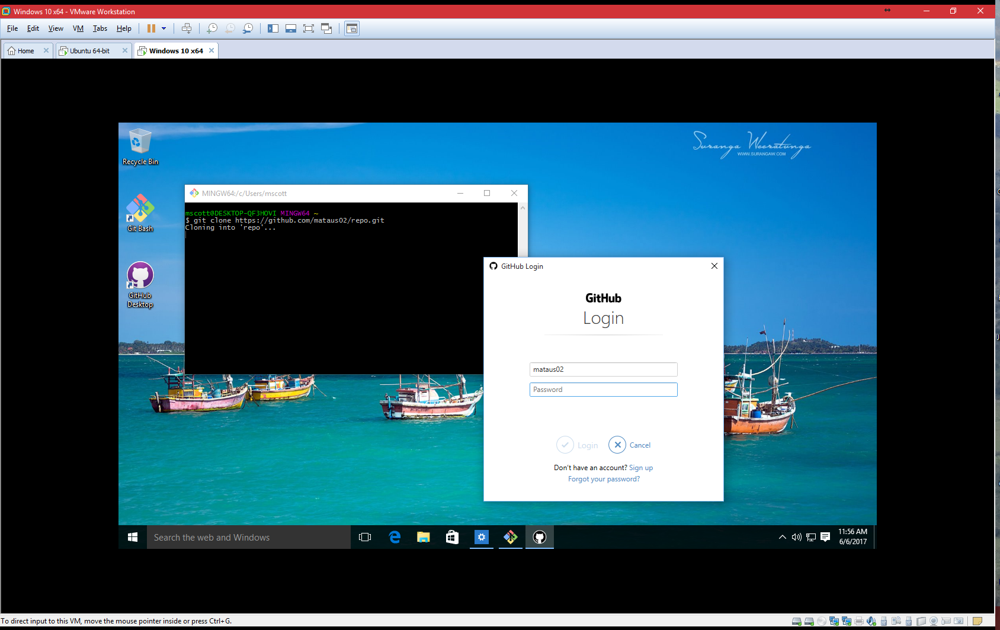 Windows 10 x64 - VMware Workstation
File Edit View VM Tabs Help
Home
Ubuntu 64-bit
Windows 10 x64
Suranga Weeratunga
WWW.SURANGAW.COM
Recycle Bin
Git Bash
GitHub
Desktop
MINGW64:/c/Users/mscott
mscott@DESKTOP-QF3HOVI MINGW64 ~
$ git clone https://github.com/mataus02/repo.git
Cloning into 'repo'...
GitHub Login
GitHub
Login
mataus02
Password
Login
Cancel
Don't have an account? Sign up
Forgot your password?
Search the web and Windows
11:56 AM
6/6/2017
To direct input to this VM, move the mouse pointer inside or press Ctrl+G.